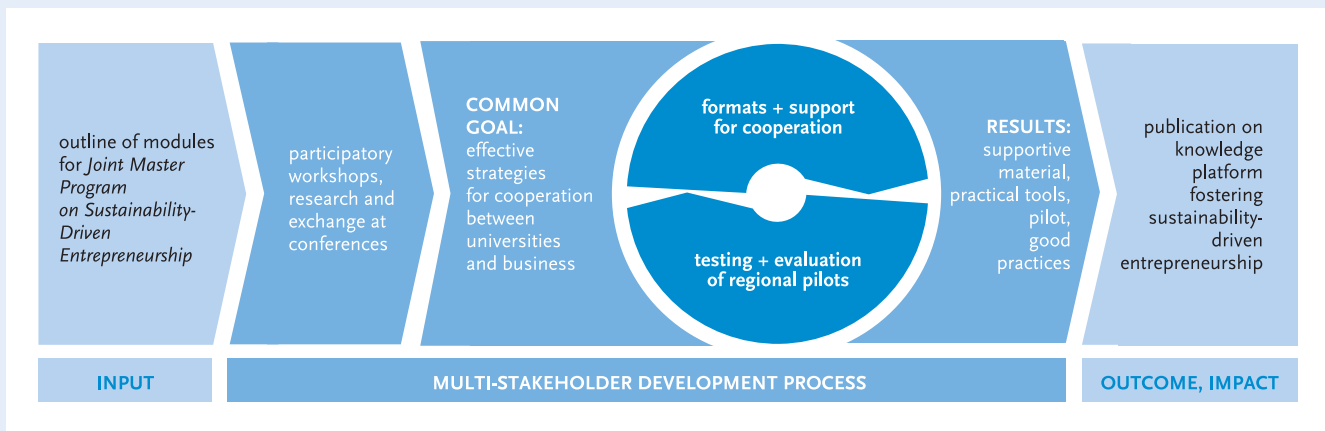 outline of modules
for Joint Master
Program
on Sustainability-
Driven
Entrepreneurship
participatory
workshops,
research and
exchange at
conferences
COMMON
GOAL:
effective
strategies
for cooperation
between
universities
and business
formats + support
for cooperation
testing + evaluation
of regional pilots
RESULTS:
supportive
material,
practical tools,
pilot,
good
practices
publication on
knowledge
platform
fostering
sustainability-
driven
entrepreneurship
INPUT
MULTI-STAKEHOLDER DEVELOPMENT PROCESS
OUTCOME, IMPACT